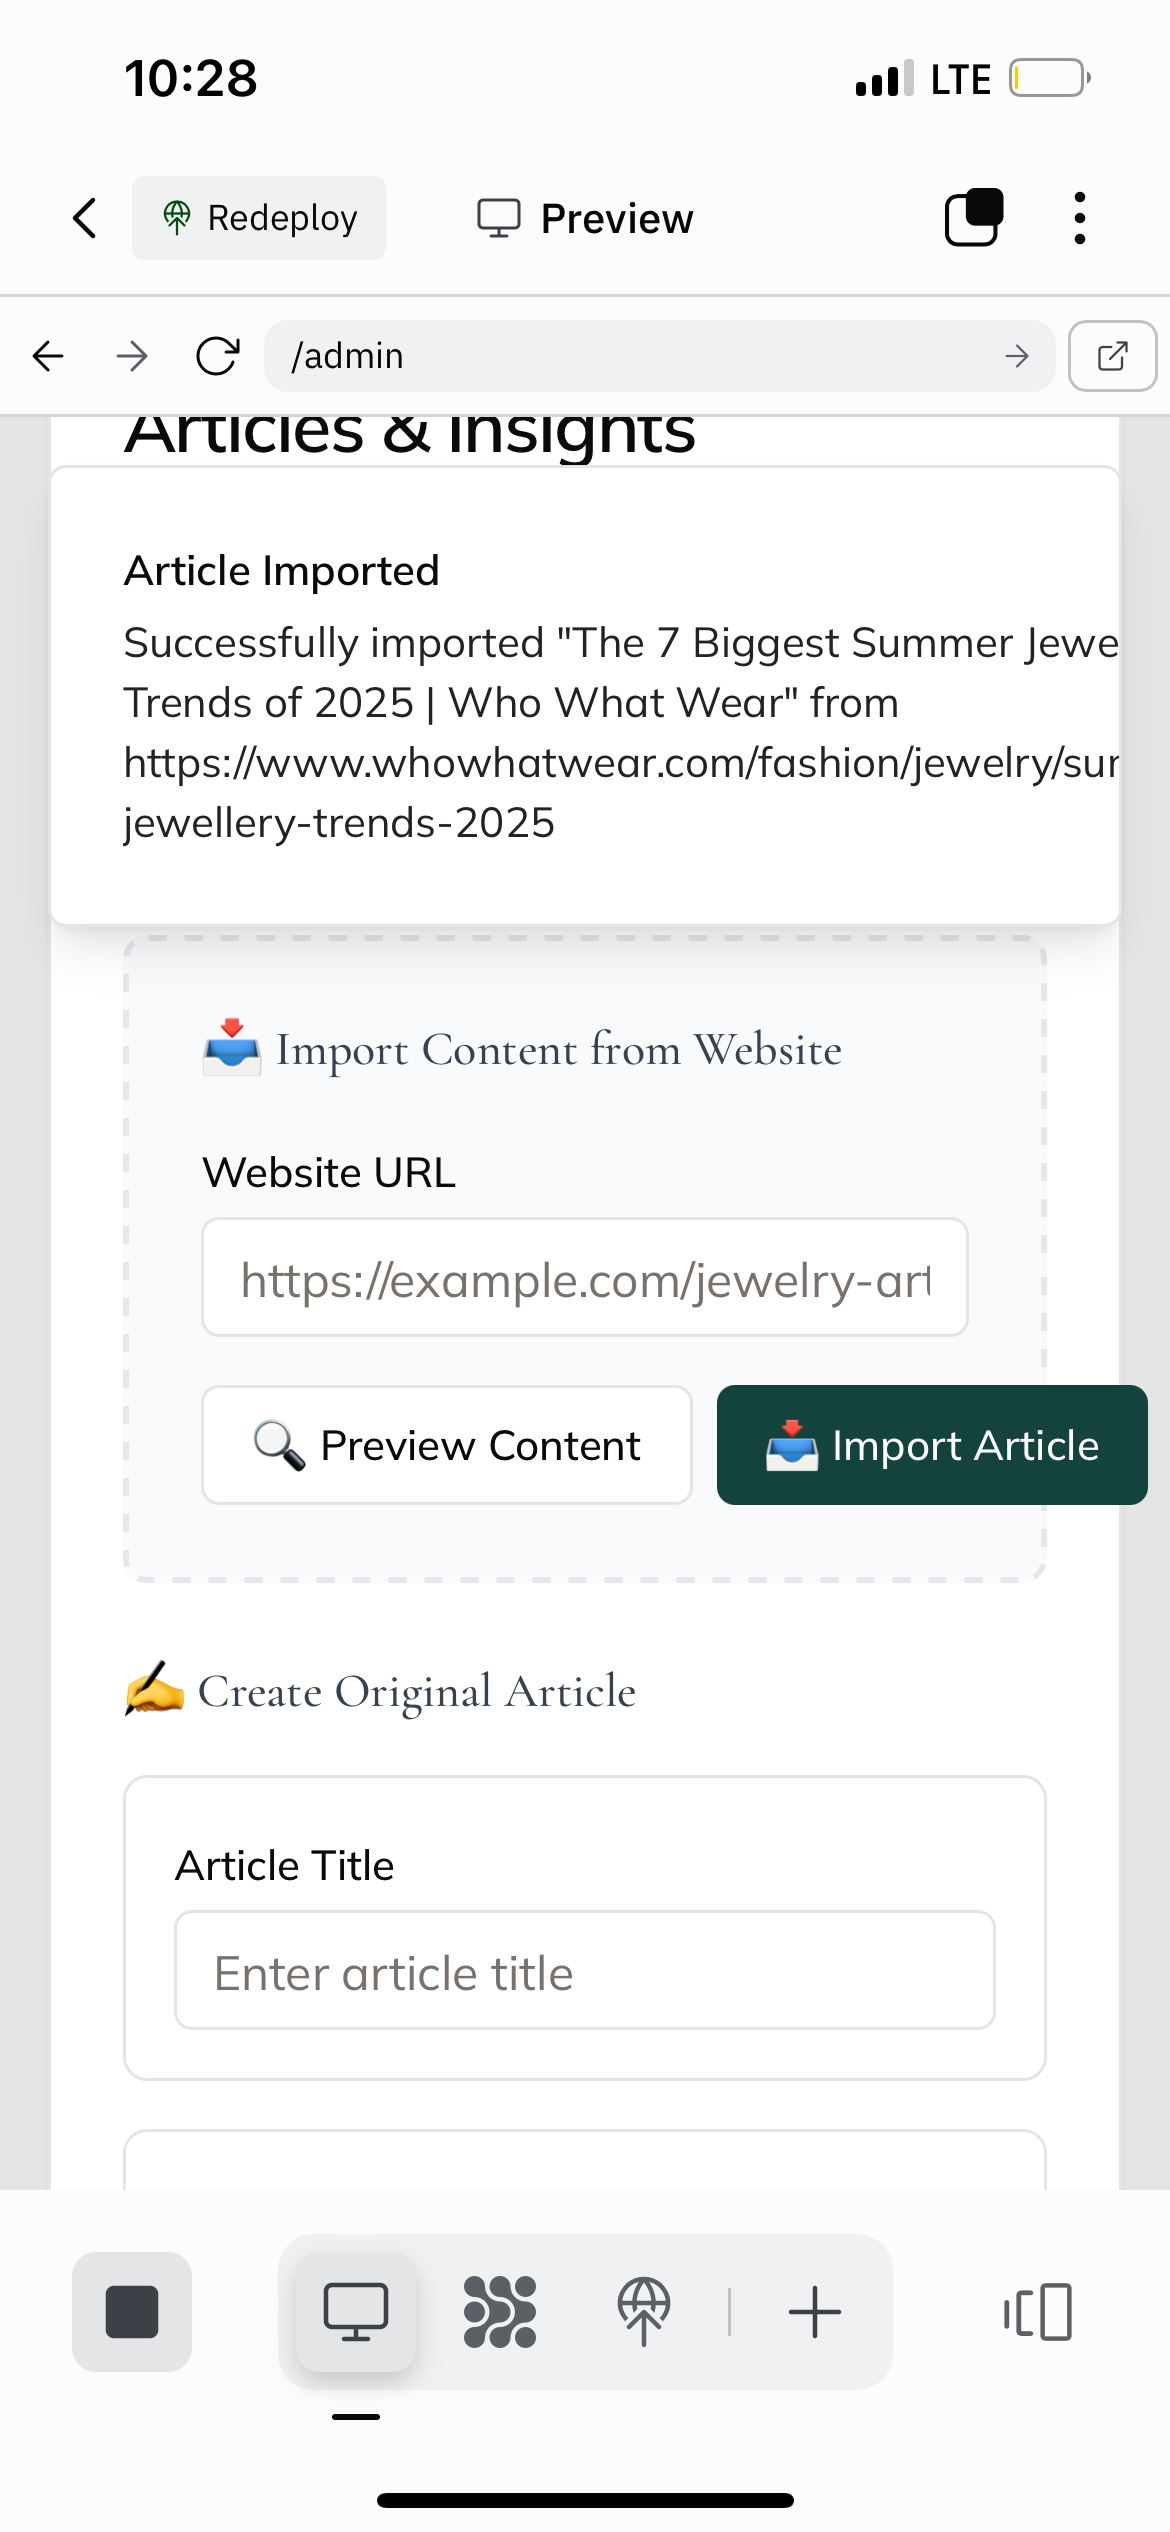 10:28
LTE
Redeploy
Preview
/admin
Articles & Insights
Article Imported
Successfully imported "The 7 Biggest Summer Jewe
Trends of 2025 | Who What Wear" from
https://www.whowhatwear.com/fashion/jewelry/sur
jewellery-trends-2025
Import Content from Website
Website URL
https://example.com/jewelry-art
Preview Content
Import Article
Create Original Article
Article Title
Enter article title